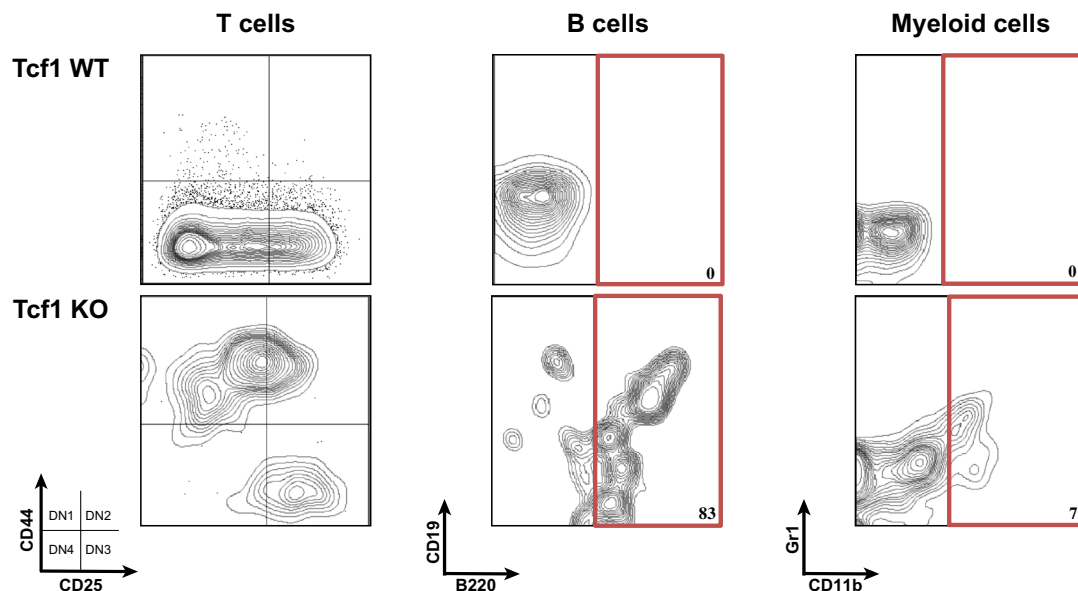 T cells
B cells
Myeloid cells
Tcf1 WT
0
0
Tcf1 KO
83
7
CD44
DN1
DN2
DN4
DN3
CD25
CD19
B220
Gr1
CD11b